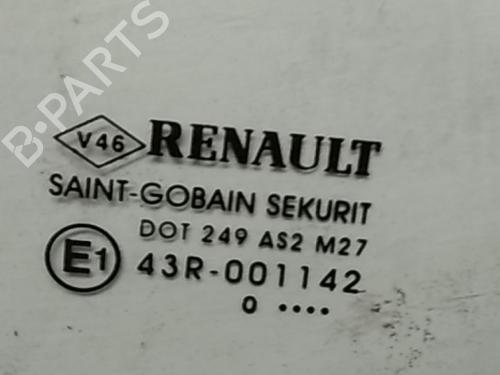 B-PARTS
V46 RENAULT
SAINT-GOBAIN SEKURIT
DOT 249 AS2 M27
E1 43R-001142
0 ••••